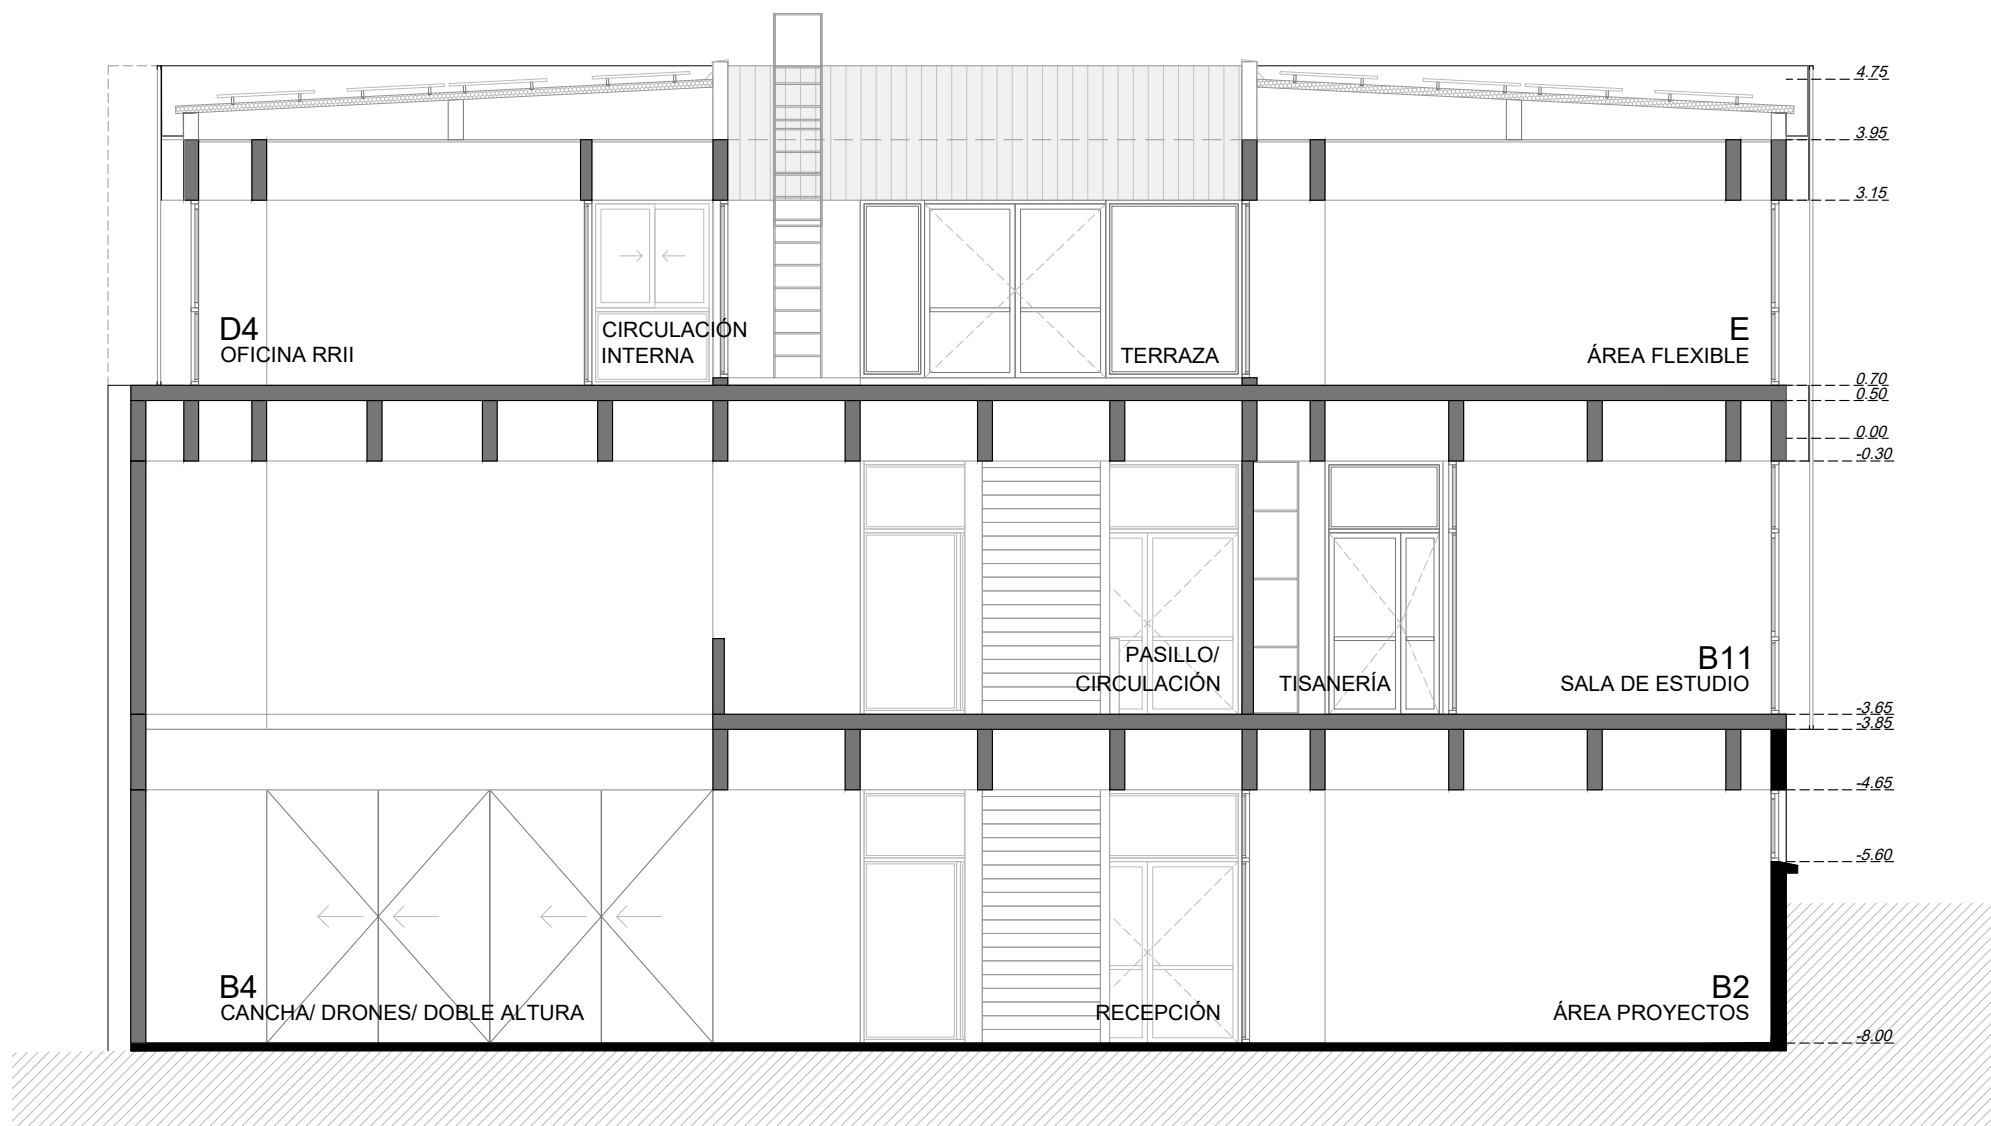 4.75
3.95
3.15
D4
OFICINA RRII
CIRCULACIÓN
INTERNA
TERRAZA
E
ÁREA FLEXIBLE
0.70
0.50
0.00
-0.30
PASILLO/
CIRCULACIÓN
TISANERÍA
B11
SALA DE ESTUDIO
-3.65
-3.85
-4.65
-5.60
B4
CANCHA/ DRONES/ DOBLE ALTURA
RECEPCIÓN
B2
ÁREA PROYECTOS
-8.00